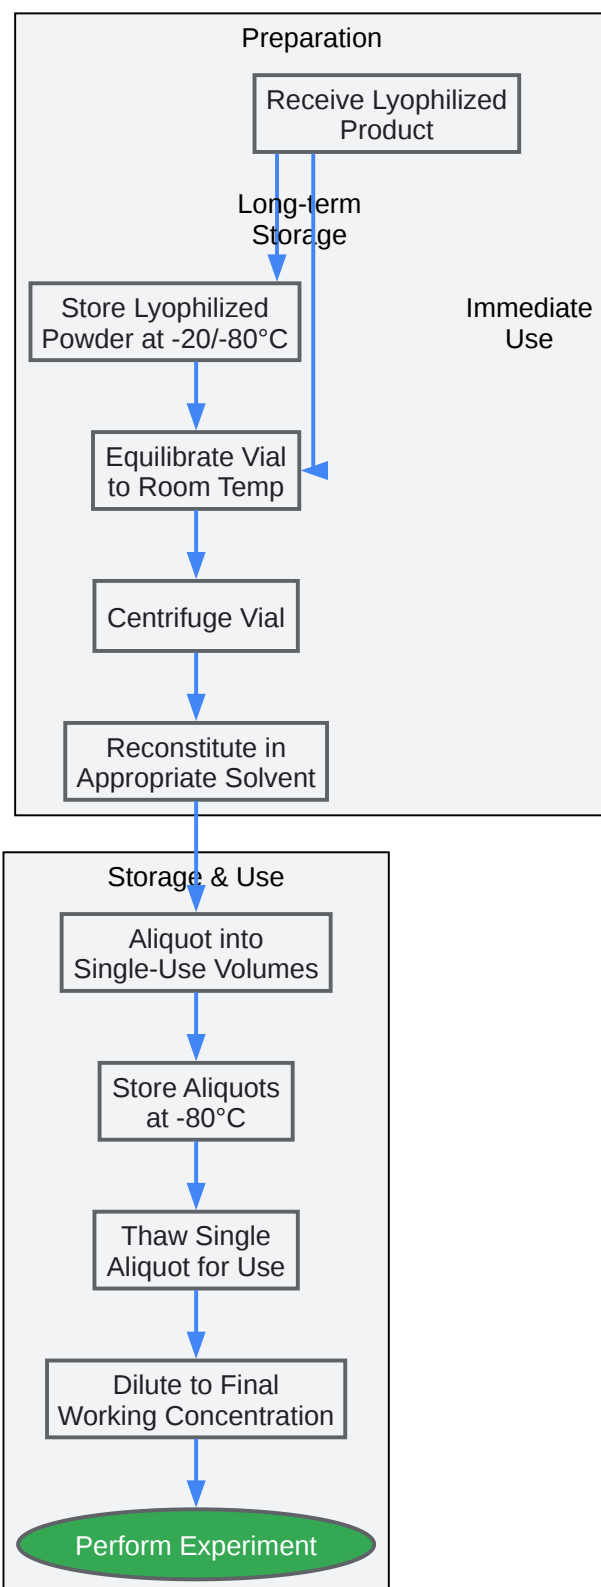 Preparation
Receive Lyophilized
Product
Long-term
Storage
Store Lyophilized
Powder at -20/-80°C
Immediate
Use
Equilibrate Vial
to Room Temp
Centrifuge Vial
Reconstitute in
Appropriate Solvent
Storage & Use
Aliquot into
Single-Use Volumes
Store Aliquots
at -80°C
Thaw Single
Aliquot for Use
Dilute to Final
Working Concentration
Perform Experiment